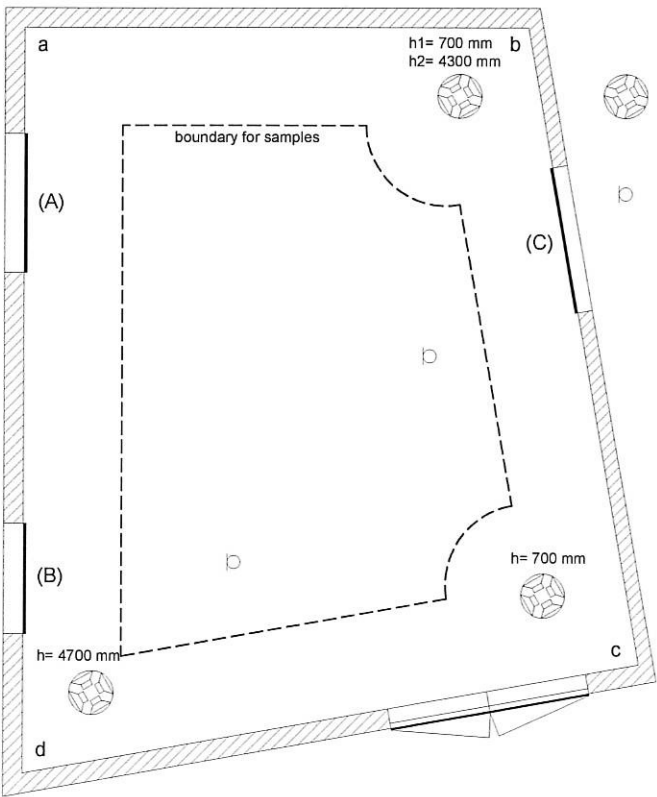 a
h1= 700 mm
h2= 4300 mm
b
boundary for samples
(A)
(C)
(B)
h= 700 mm
h= 4700 mm
c
d